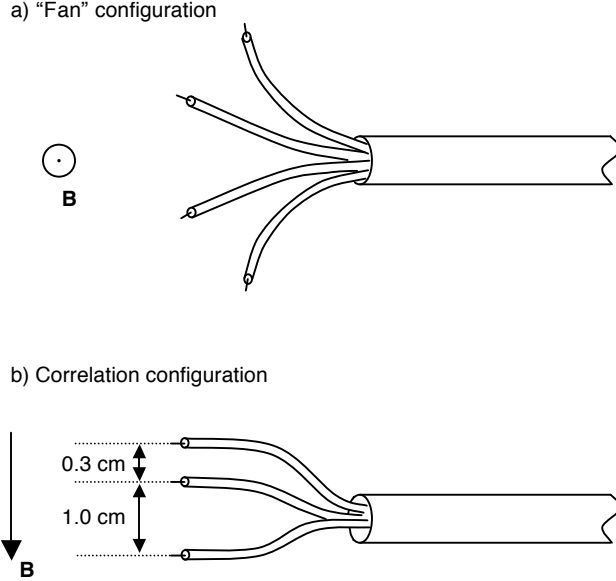 a) “Fan” configuration
B
b) Correlation configuration
0.3 cm
1.0 cm
B